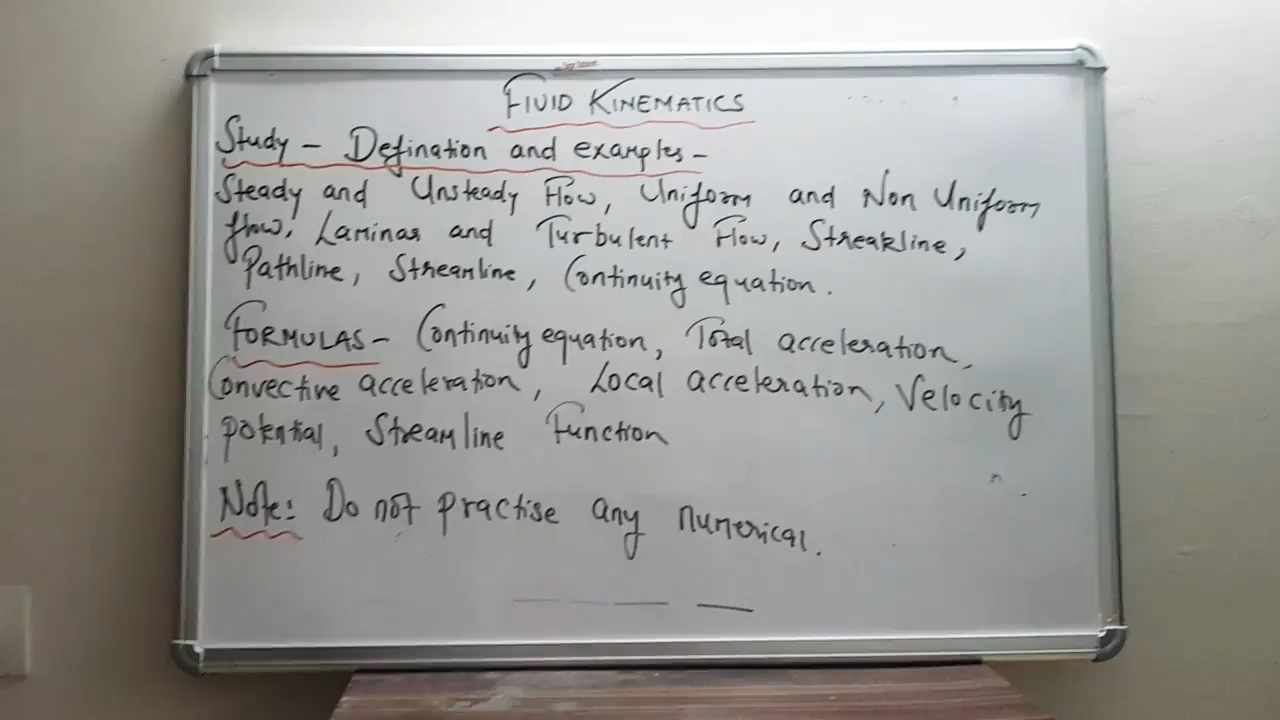 FLUID KINEMATICS
Study - Defination and examples -
Steady and Unsteady Flow, Uniform and Non Uniform
flow, Laminar and Turbulent Flow, Streakline,
Pathline, Streamline, Continuity equation.
FORMULAS - Continuity equation, Total acceleration,
Convective acceleration, Local acceleration, Velocity
potential, Streamline Function
Note: Do not practise any numerical.